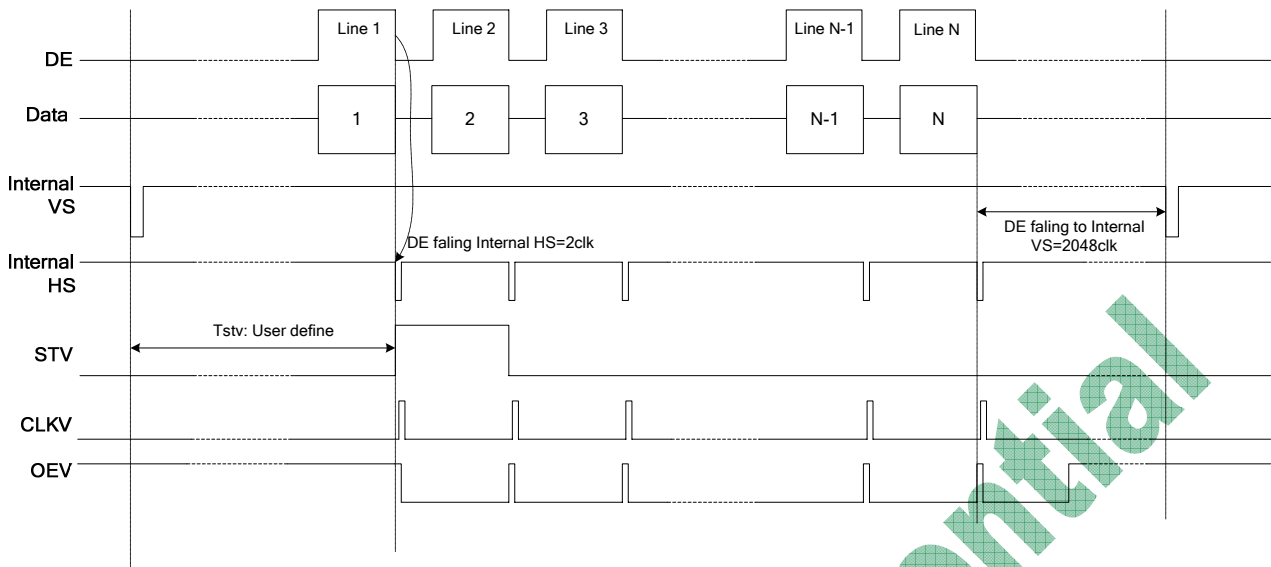 DE
Line 1
Line 2
Line 3
Line N-1
Line N
Data
1
2
3
N-1
N
Internal
VS
DE faling to Internal
VS=2048clk
DE faling Internal HS=2clk
Internal
HS
Tstv: User define
STV
CLKV
OEV
ential